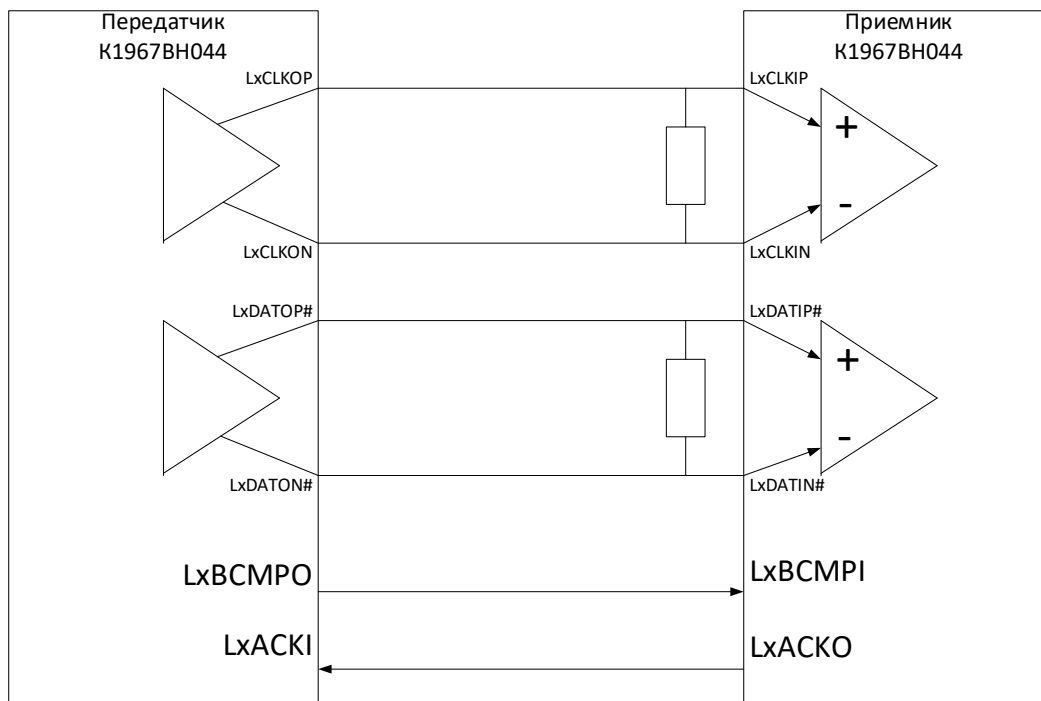 Передатчик
К1967ВН044
Приемник
К1967ВН044
LxCLKOP
LxCLKIP
+
-
LxCLKON
LxCLKIN
LxDATOP#
LxDATIP#
+
-
LxDATON#
LxDATIN#
LxBCMPO
LxBCMPI
LxACKI
LxACKO